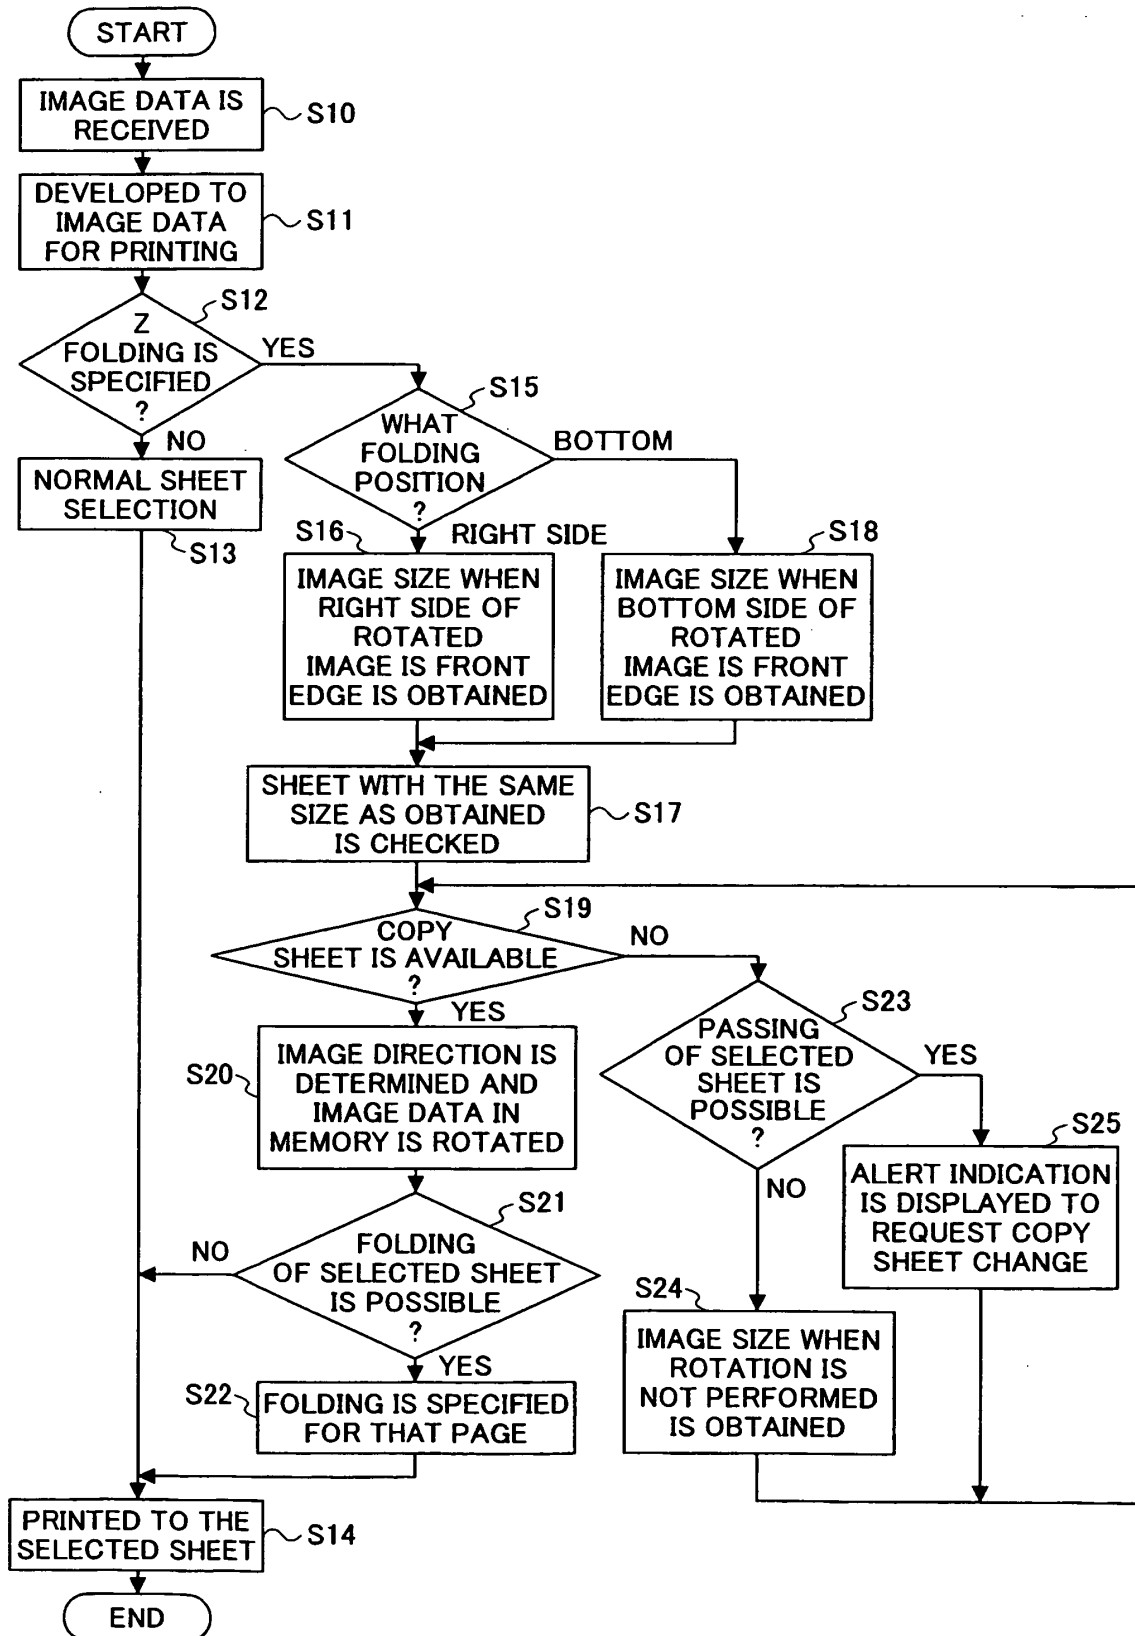 START
IMAGE DATA IS
RECEIVED
S10
DEVELOPED TO
IMAGE DATA
FOR PRINTING
S11
S12
Z
FOLDING IS
SPECIFIED
?
YES
NO
NORMAL SHEET
SELECTION
S13
S15
WHAT
FOLDING
POSITION
?
BOTTOM
RIGHT SIDE
S16
IMAGE SIZE WHEN
RIGHT SIDE OF
ROTATED
IMAGE IS FRONT
EDGE IS OBTAINED
S18
IMAGE SIZE WHEN
BOTTOM SIDE OF
ROTATED
IMAGE IS FRONT
EDGE IS OBTAINED
SHEET WITH THE SAME
SIZE AS OBTAINED
IS CHECKED
S17
S19
COPY
SHEET IS AVAILABLE
?
NO
YES
S20
IMAGE DIRECTION IS
DETERMINED AND
IMAGE DATA IN
MEMORY IS ROTATED
S23
PASSING
OF SELECTED
SHEET IS
POSSIBLE
?
YES
NO
S25
ALERT INDICATION
IS DISPLAYED TO
REQUEST COPY
SHEET CHANGE
S21
FOLDING
OF SELECTED SHEET
IS POSSIBLE
?
NO
YES
S24
IMAGE SIZE WHEN
ROTATION IS
NOT PERFORMED
IS OBTAINED
S22
FOLDING IS SPECIFIED
FOR THAT PAGE
PRINTED TO THE
SELECTED SHEET
S14
END